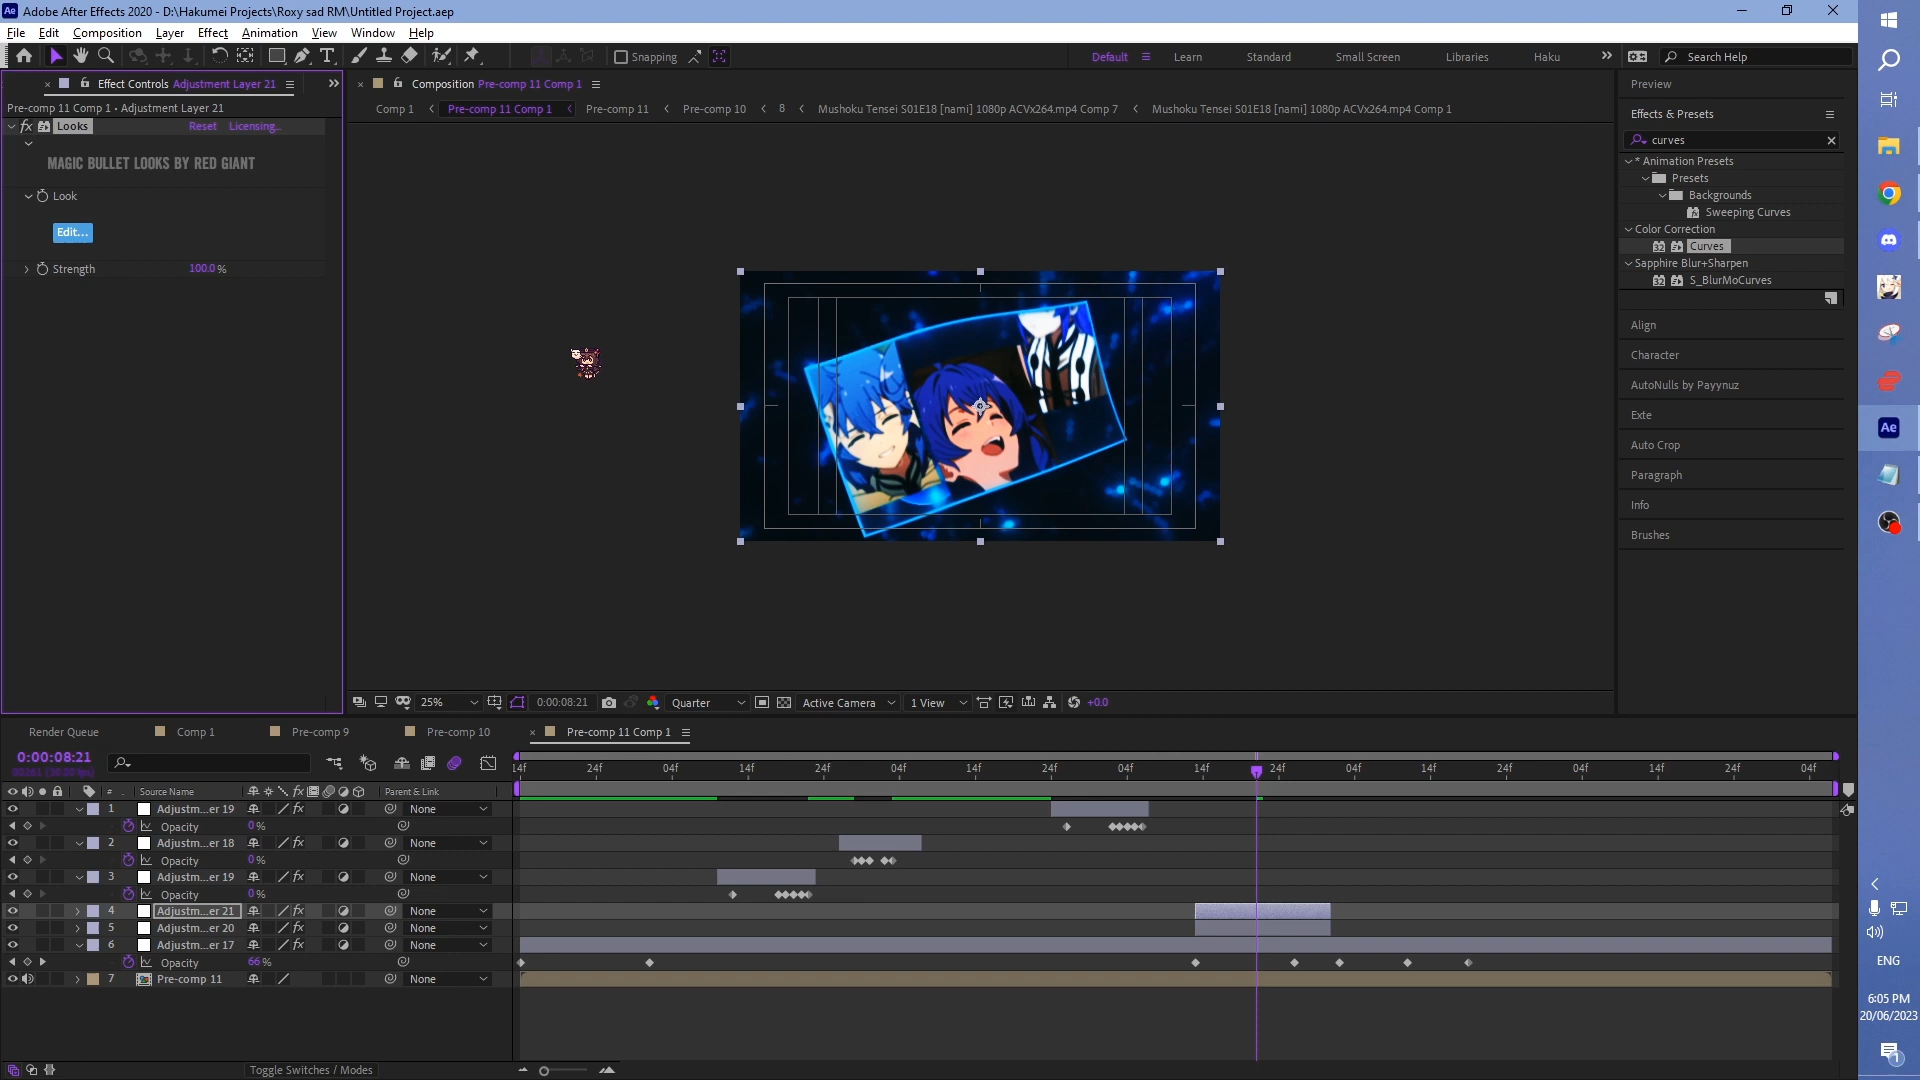 Adobe After Effects 2020 - D:\Hakumei Projects\Roxy sad RM\Untitled Project.aep
File Edit Composition Layer Effect Animation View Window Help
Snapping
Default Learn Standard Small Screen Libraries Haku Search Help
Effect Controls Adjustment Layer 21
Composition Pre-comp 11 Comp 1
Preview
Pre-comp 11 Comp 1 • Adjustment Layer 21
Comp 1 Pre-comp 11 Comp 1 Pre-comp 11 Pre-comp 10 8 Mushoku Tensei S01E18 [nami] 1080p ACVx264.mp4 Comp 7 Mushoku Tensei S01E18 [nami] 1080p ACVx264.mp4 Comp 1
Effects & Presets
fx Looks Reset Licensing...
curves
MAGIC BULLET LOOKS BY RED GIANT
* Animation Presets
Presets
Look
Backgrounds
Sweeping Curves
Edit...
Color Correction
Curves
Strength 100.0 %
Sapphire Blur+Sharpen
S_BlurMoCurves
Align
Character
AutoNulls by Payynuz
Exte
Auto Crop
Paragraph
Info
Brushes
25% 0:00:08:21 Quarter Active Camera 1 View +0.0
Render Queue Comp 1 Pre-comp 9 Pre-comp 10 Pre-comp 11 Comp 1
0:00:08:21
00261 (30.00 fps)
14f 24f 04f 14f 24f 04f 14f 24f 04f 14f 24f 04f 14f 24f 04f 14f 24f 04f
# Source Name fx Parent & Link
1 Adjustm...er 19 fx None
Opacity 0 %
2 Adjustm...er 18 fx None
Opacity 0 %
3 Adjustm...er 19 fx None
Opacity 0 %
4 Adjustm...er 21 fx None
5 Adjustm...er 20 fx None
6 Adjustm...er 17 fx None
Opacity 66 %
7 Pre-comp 11 None
Toggle Switches / Modes
Ae
ENG
6:05 PM
20/06/2023
1